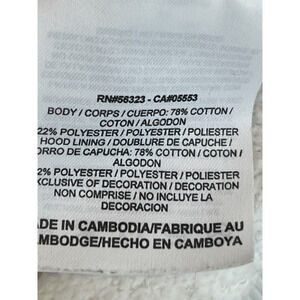 RN#56323 - CA#05553
BODY / CORPS / CUERPO: 78% COTTON /
COTON / ALGODON
22% POLYESTER / POLYESTER / POLIESTER
HOOD LINING / DOUBLURE DE CAPUCHE /
ORRO DE CAPUCHA: 78% COTTON / COTON /
ALGODON
2% POLYESTER / POLYESTER / POLIESTER
XCLUSIVE OF DECORATION / DECORATION
NON COMPRISE / NO INCLUYE LA
DECORACION
ADE IN CAMBODIA/FABRIQUE AU
AMBODGE/HECHO EN CAMBOYA